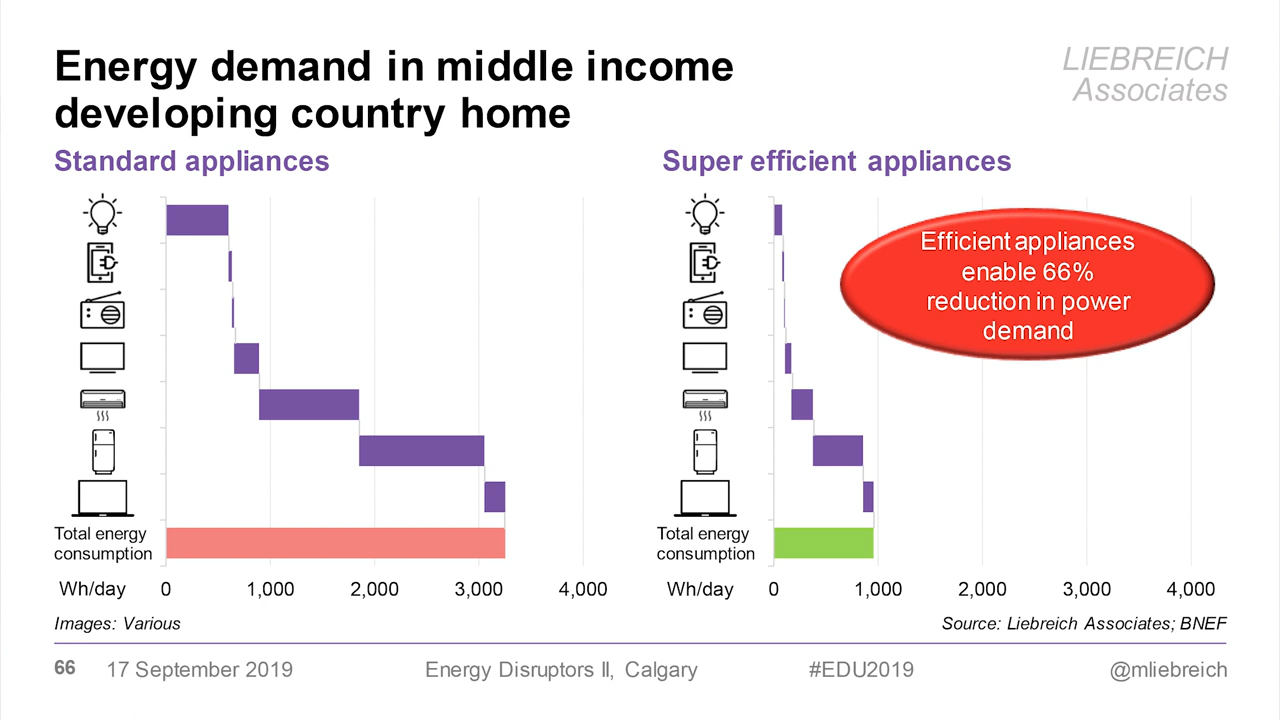 Energy demand in middle income
developing country home
LIEBREICH
Associates
Standard appliances
Super efficient appliances
Efficient appliances
enable 66%
reduction in power
demand
Total energy
consumption
Wh/day
0
1,000
2,000
3,000
4,000
Total energy
consumption
Wh/day
0
1,000
2,000
3,000
4,000
Images: Various
Source: Liebreich Associates; BNEF
66
17 September 2019
Energy Disruptors II, Calgary
#EDU2019
@mliebreich